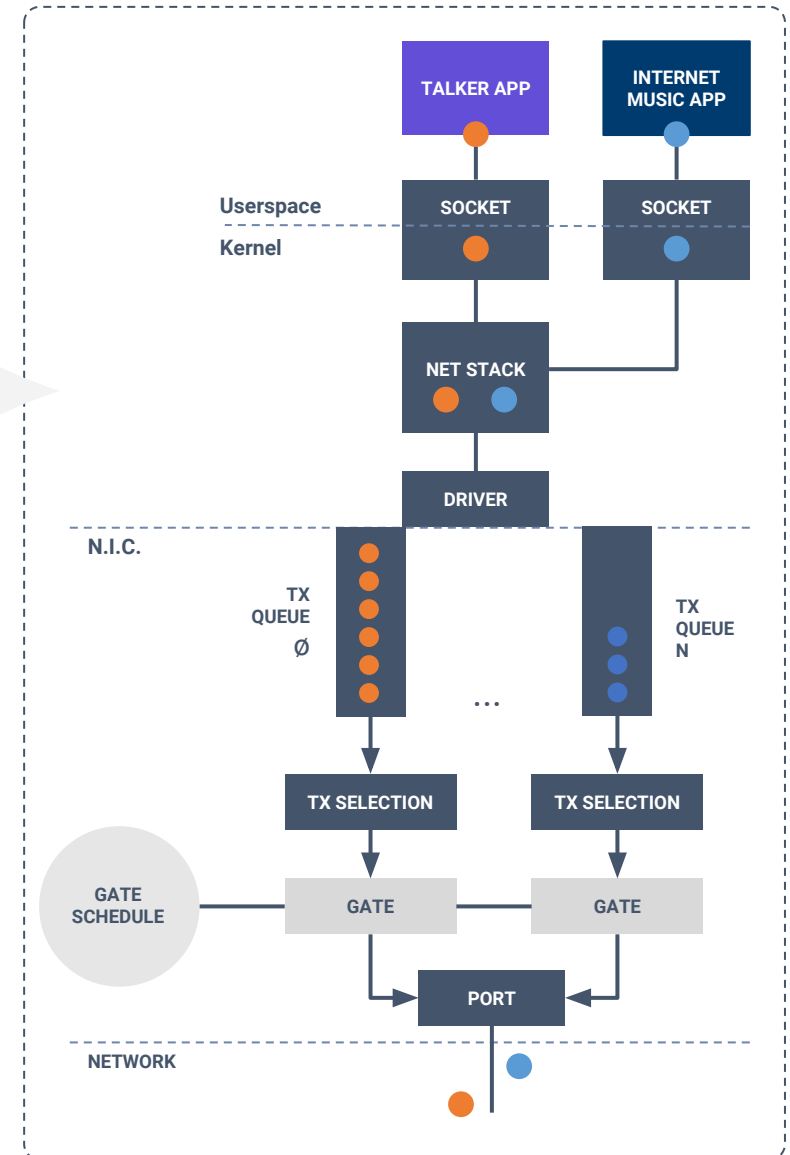 TALKER APP
INTERNET
MUSIC APP
Userspace
SOCKET
SOCKET
Kernel
NET STACK
DRIVER
N.I.C.
TX
QUEUE
Ø
TX
QUEUE
N
...
TX SELECTION
TX SELECTION
GATE
SCHEDULE
GATE
GATE
PORT
NETWORK